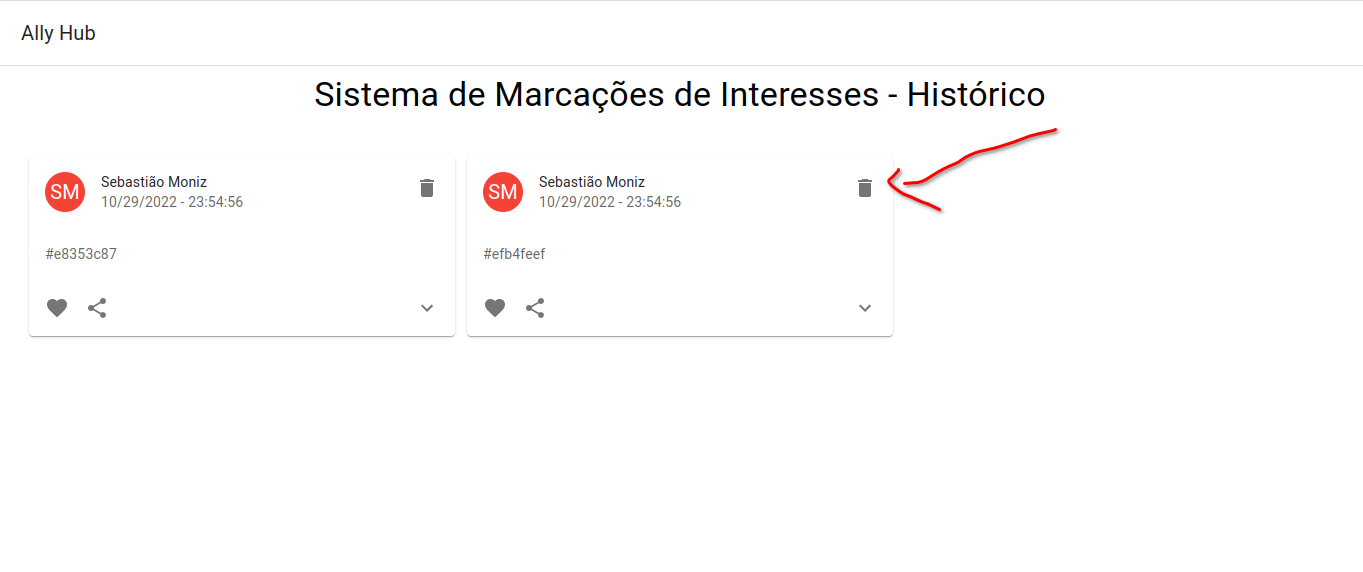 Ally Hub
Sistema de Marcações de Interesses - Histórico
SM
Sebastião Moniz
10/29/2022 - 23:54:56
#e8353c87
SM
Sebastião Moniz
10/29/2022 - 23:54:56
#efb4feef